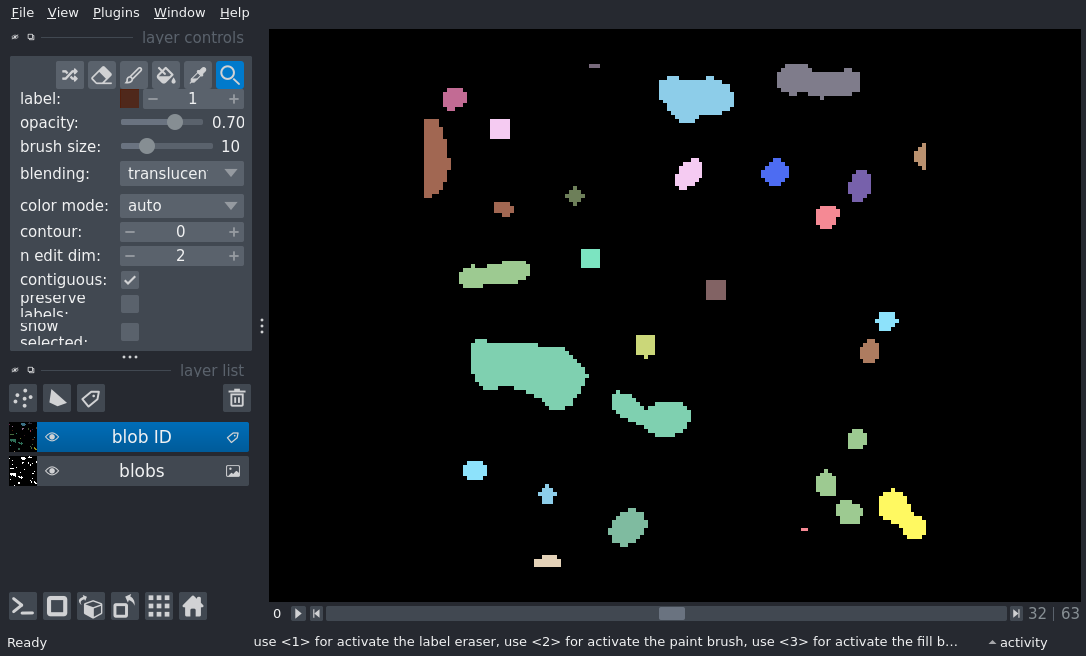 File View Plugins Window Help
layer controls
label: 1
opacity: 0.70
brush size: 10
blending: translucen
color mode: auto
contour: 0
n edit dim: 2
contiguous:
preserve
labels:
show
selected:
layer list
blob ID
blobs
0 32 63
Ready use <1> for activate the label eraser, use <2> for activate the paint brush, use <3> for activate the fill b... activity